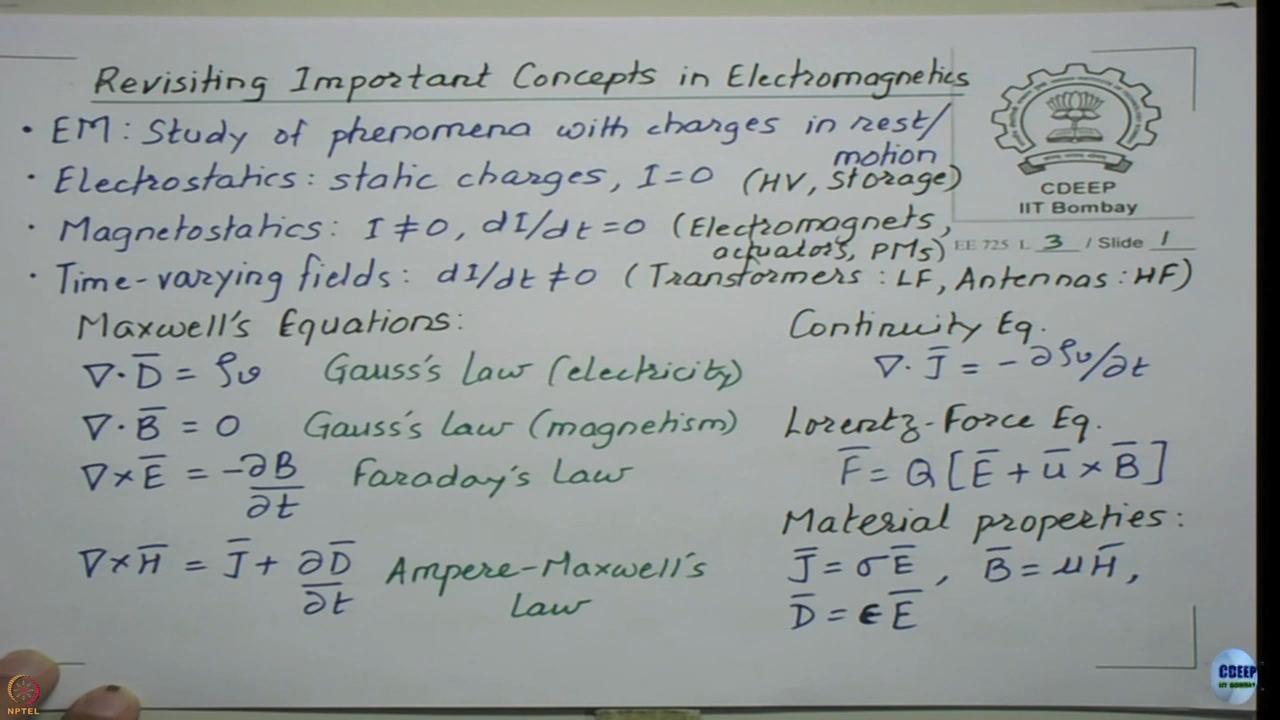 Revisiting Important Concepts in Electromagnetics
• EM: Study of phenomena with charges in rest/
motion
• Electrostatics: static charges, I=0 (HV, Storage)
• Magnetostatics: I ≠ 0, dI/dt = 0 (Electromagnets,
actuators, PMs)
• Time-varying fields: dI/dt ≠ 0 (Transformers: LF, Antennas: HF)
CDEEP
IIT Bombay
EE 725 L 3 / Slide 1
Maxwell's Equations:
∇·D̄ = ρv Gauss's law (electricity)
∇·B̄ = 0 Gauss's law (magnetism)
∇×Ē = -∂B/∂t Faraday's Law
∇×H̄ = J̄ + ∂D̄/∂t Ampere-Maxwell's
Law
Continuity Eq.
∇·J̄ = -∂ρv/∂t
Lorentz-Force Eq.
F̄ = Q[Ē + ū × B̄]
Material properties:
J̄ = σĒ, B̄ = μH̄,
D̄ = εĒ
NPTEL
CDEEP
IIT BOMBAY